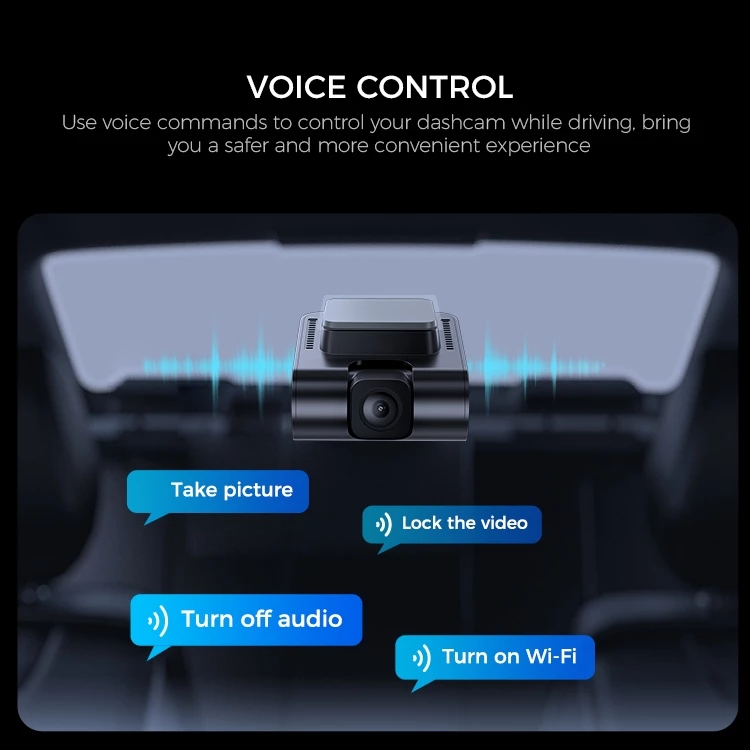 VOICE CONTROL
Use voice commands to control your dashcam while driving, bring
you a safer and more convenient experience
Take picture
Lock the video
Turn off audio
Turn on Wi-Fi